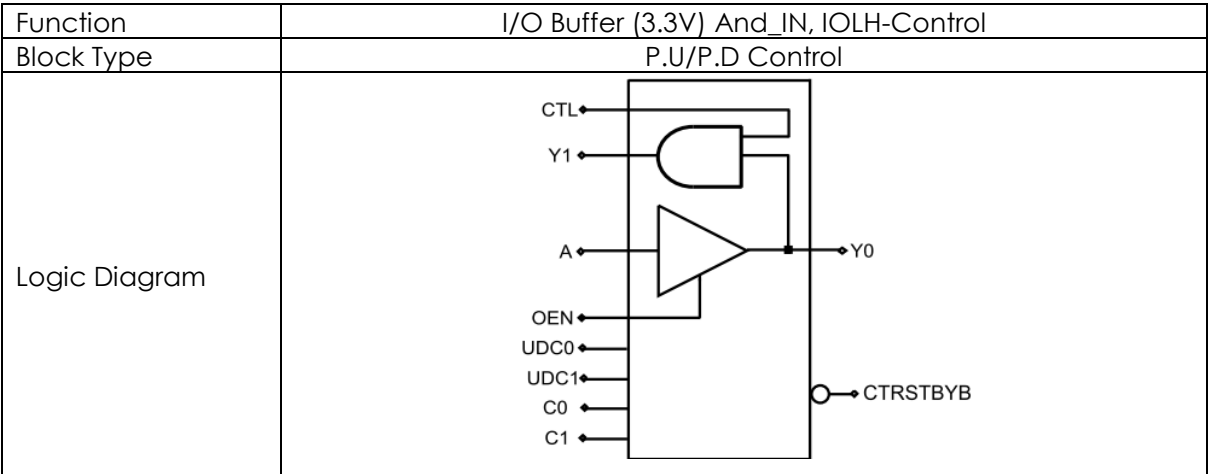 Function
I/O Buffer (3.3V) And_IN, IOLH-Control
Block Type
P.U/P.D Control
Logic Diagram
CTL
Y1
A
Y0
OEN
UDC0
UDC1
CTRSTBYB
C0
C1